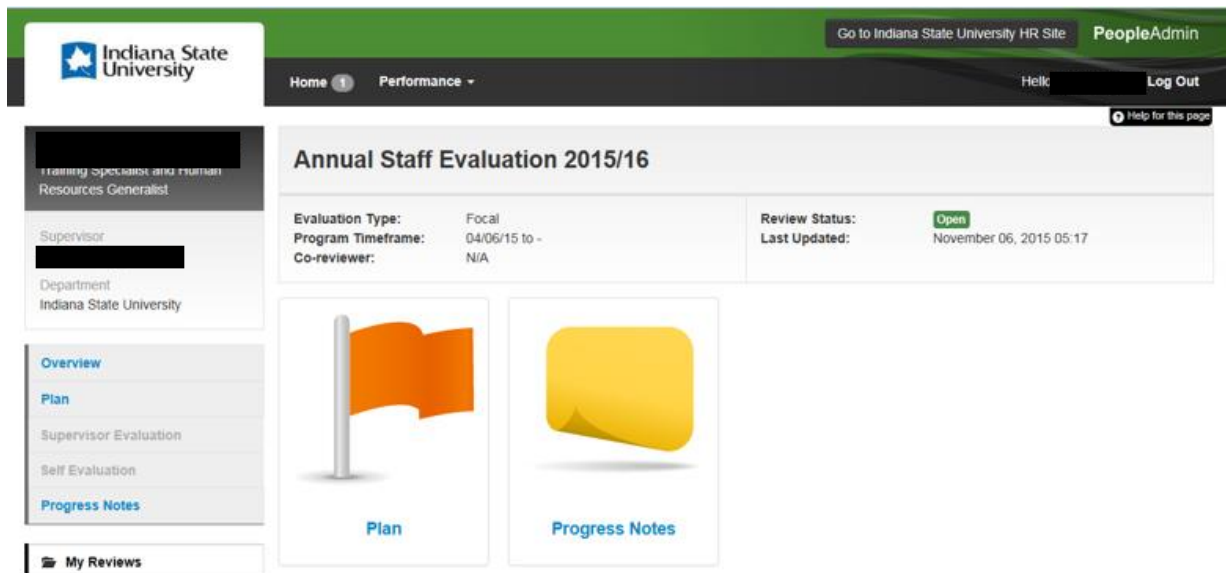 Go to Indiana State University HR Site PeopleAdmin
Indiana State
University
Home 1 Performance
Hello Log Out
Help for this page
Training Specialist and Human
Resources Generalist
Annual Staff Evaluation 2015/16
Evaluation Type: Focal
Program Timeframe: 04/06/15 to -
Co-reviewer: N/A
Review Status: Open
Last Updated: November 06, 2015 05:17
Supervisor
Department
Indiana State University
Overview
Plan
Supervisor Evaluation
Self Evaluation
Progress Notes
My Reviews
Plan
Progress Notes